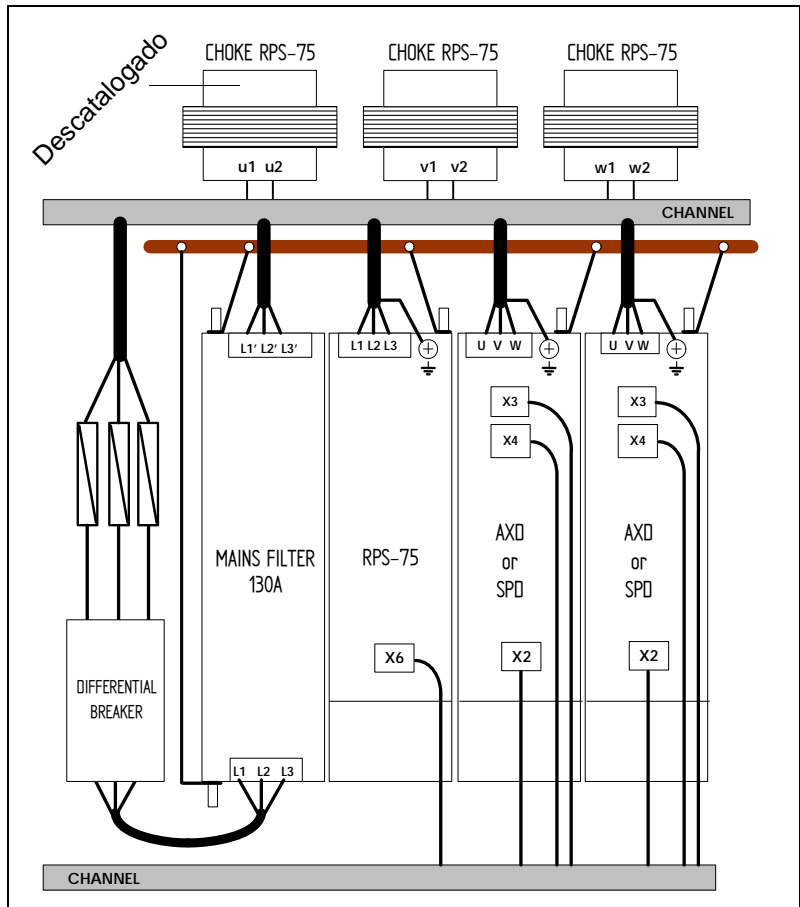 CHOKE RPS-75 CHOKE RPS-75 CHOKE RPS-75
Descatalogado
u1 u2 v1 v2 w1 w2
CHANNEL
L1' L2' L3' L1 L2 L3 U V W U V W
X3 X3
X4 X4
MAINS FILTER
130A
RPS-75
AXD
or
SPD
AXD
or
SPD
X6 X2 X2
DIFFERENTIAL
BREAKER
L1 L2 L3
CHANNEL